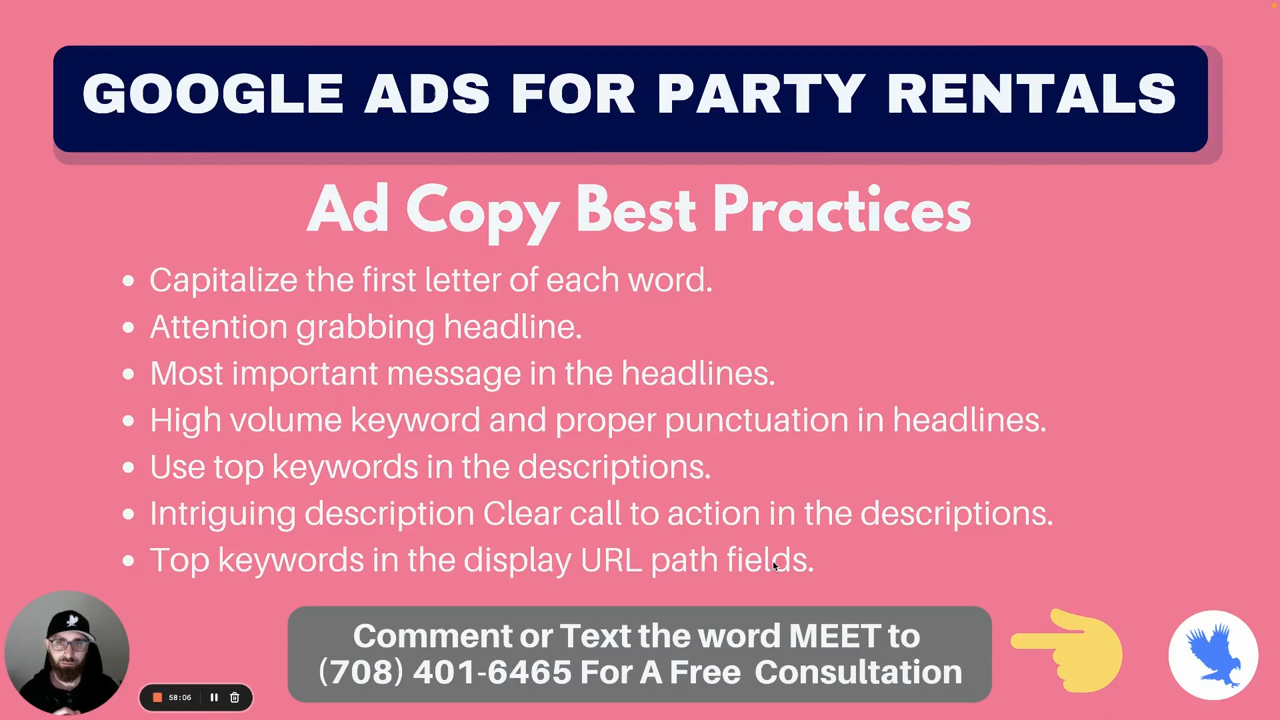 GOOGLE ADS FOR PARTY RENTALS
Ad Copy Best Practices
• Capitalize the first letter of each word.
• Attention grabbing headline.
• Most important message in the headlines.
• High volume keyword and proper punctuation in headlines.
• Use top keywords in the descriptions.
• Intriguing description Clear call to action in the descriptions.
• Top keywords in the display URL path fields.
Comment or Text the word MEET to
(708) 401-6465 For A Free Consultation
58:06